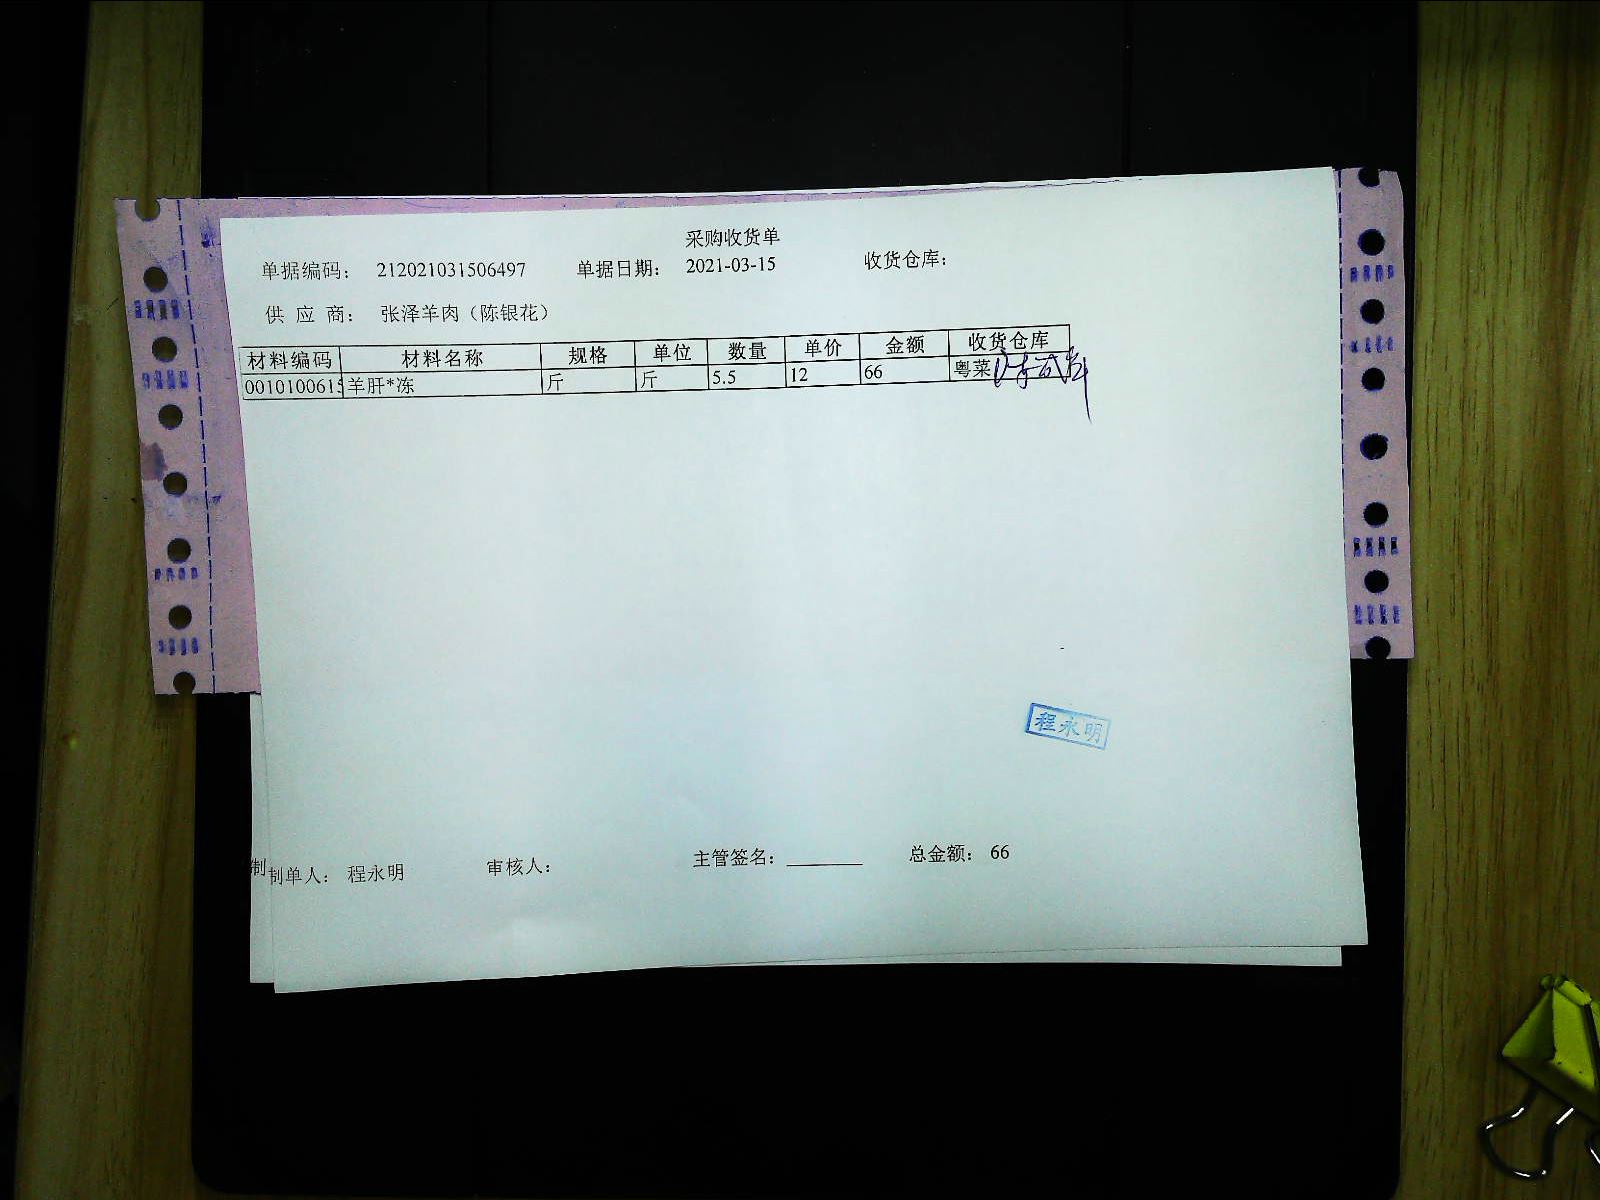 采购收货单
单据编码： 212021031506497 单据日期： 2021-03-15 收货仓库：
供 应 商： 张泽羊肉（陈银花）
材料编码 材料名称 规格 单位 数量 单价 金额 收货仓库
0010100615 羊肝*冻 斤 斤 5.5 12 66 粤菜
程永明
制
制单人： 程永明 审核人： 主管签名： 总金额： 66